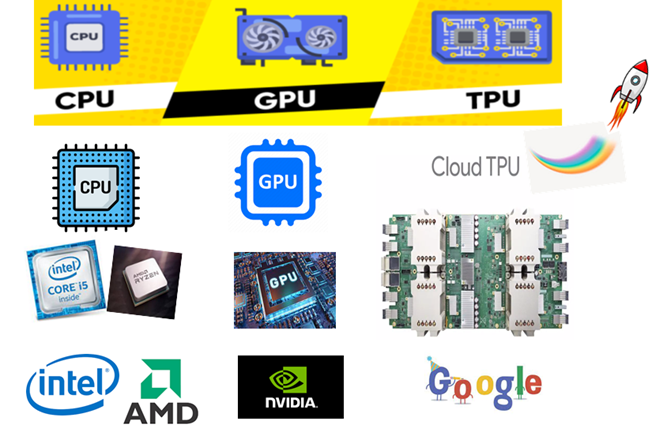 CPU
GPU
TPU
CPU
GPU
Cloud TPU
intel
CORE i5
inside
AMD
RYZEN
GPU
intel
AMD
NVIDIA.
Google